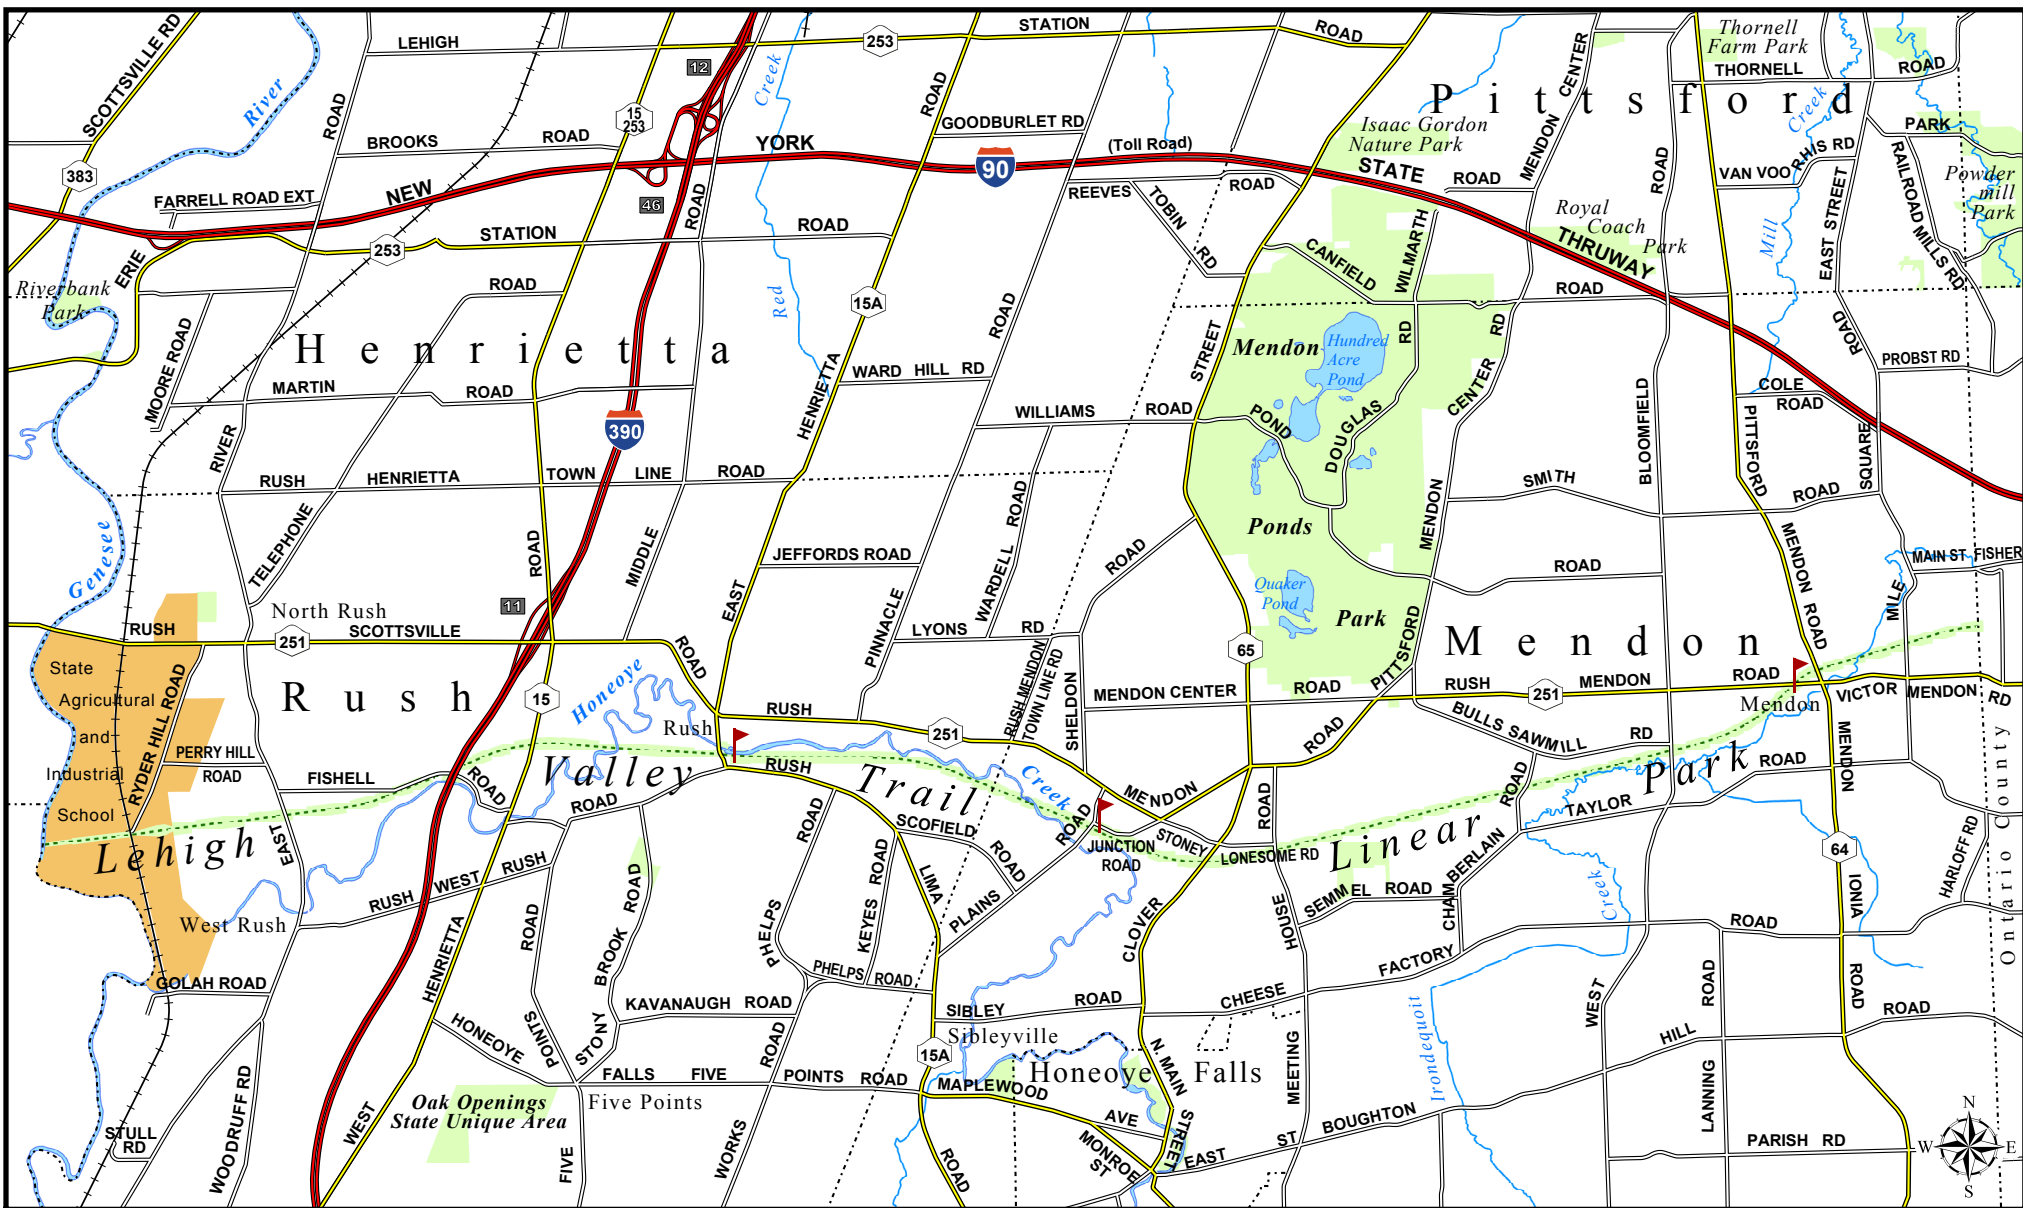 SCOTTSVILLE RD
River
LEHIGH
ROAD
253
STATION
ROAD
12
Creek
15
253
ROAD
BROOKS
ROAD
YORK
GOODBURLET RD
90
(Toll Road)
Isaac Gordon
Nature Park
STATE
Pittsford
MENDON CENTER
Thornell
Farm Park
THORNELL
ROAD
Creek
PARK
VAN VOORHIS RD
RAILROAD MILLS RD
Powder
mill
Park
383
FARRELL ROAD EXT
NEW
46
ROAD
REEVES
ROAD
TOBIN
RD
ROAD
ROAD
EAST STREET
Mill
Royal
Coach
Park
THRUWAY
253
STATION
ROAD
ERIE
Riverbank
Park
ROAD
Red
15A
ROAD
CANFIELD
WILMARTH
ROAD
MOORE ROAD
Henrietta
STREET
Mendon
Hundred
Acre
Pond
RD
RD
CENTER
ROAD
PROBST RD
MARTIN
ROAD
HENRIETTA
WARD HILL RD
COLE
ROAD
390
WILLIAMS
ROAD
POND
DOUGLAS
BLOOMFIELD
PITTSFORD
SQUARE
RIVER
RUSH
HENRIETTA
TOWN
LINE
ROAD
SMITH
ROAD
Genesee
TELEPHONE
ROAD
MIDDLE
JEFFORDS ROAD
WARDELL
ROAD
ROAD
Ponds
MENDON
ROAD
MENDON ROAD
MAIN ST
FISHER
11
EAST
PINNACLE
Quaker
Pond
Park
MILE
North Rush
RUSH
251
SCOTTSVILLE
ROAD
LYONS
RD
65
PITTSFORD
Mendon
State
Agricultural
and
Industrial
School
RYDER HILL ROAD
Rush
15
Honeoye
Rush
RUSH
251
RUSH MENDON
TOWN LINE RD
SHELDON
MENDON CENTER
ROAD
RUSH
251
MENDON
ROAD
Mendon
VICTOR
MENDON
RD
PERRY HILL
ROAD
FISHELL
ROAD
ROAD
RUSH
Creek
MENDON
ROAD
BULLS SAWMILL
RD
ROAD
MENDON
Lehigh
Valley
Trail
Linear
Park
EAST
SCOFIELD
ROAD
ROAD
ROAD
JUNCTION
ROAD
STONEY
LONESOME RD
ROAD
ROAD
TAYLOR
64
HARLOFF RD
Ontario County
RUSH
WEST
RUSH
ROAD
KEYES ROAD
LIMA
PLAINS
SEMMEL
ROAD
CHAMBERLAIN
Creek
IONIA
West Rush
HENRIETTA
ROAD
BROOK
PHELPS
CLOVER
HOUSE
FACTORY
ROAD
GOLAH ROAD
PHELPS
ROAD
KAVANAUGH
ROAD
SIBLEY
ROAD
CHEESE
WEST
ROAD
ROAD
ROAD
HONEOYE
POINTS
STONY
ROAD
Sibleyville
15A
Honeoye
Falls
N. MAIN
STREET
MEETING
Irondequoit
HILL
FALLS
FIVE
POINTS
ROAD
MAPLEWOOD
AVE
Oak Openings
State Unique Area
Five Points
MONROE
ST
EAST
ST
BOUGHTON
LANNING
PARISH
RD
STULL
RD
WOODRUFF RD
WEST
FIVE
WORKS
ROAD
N
W
E
S